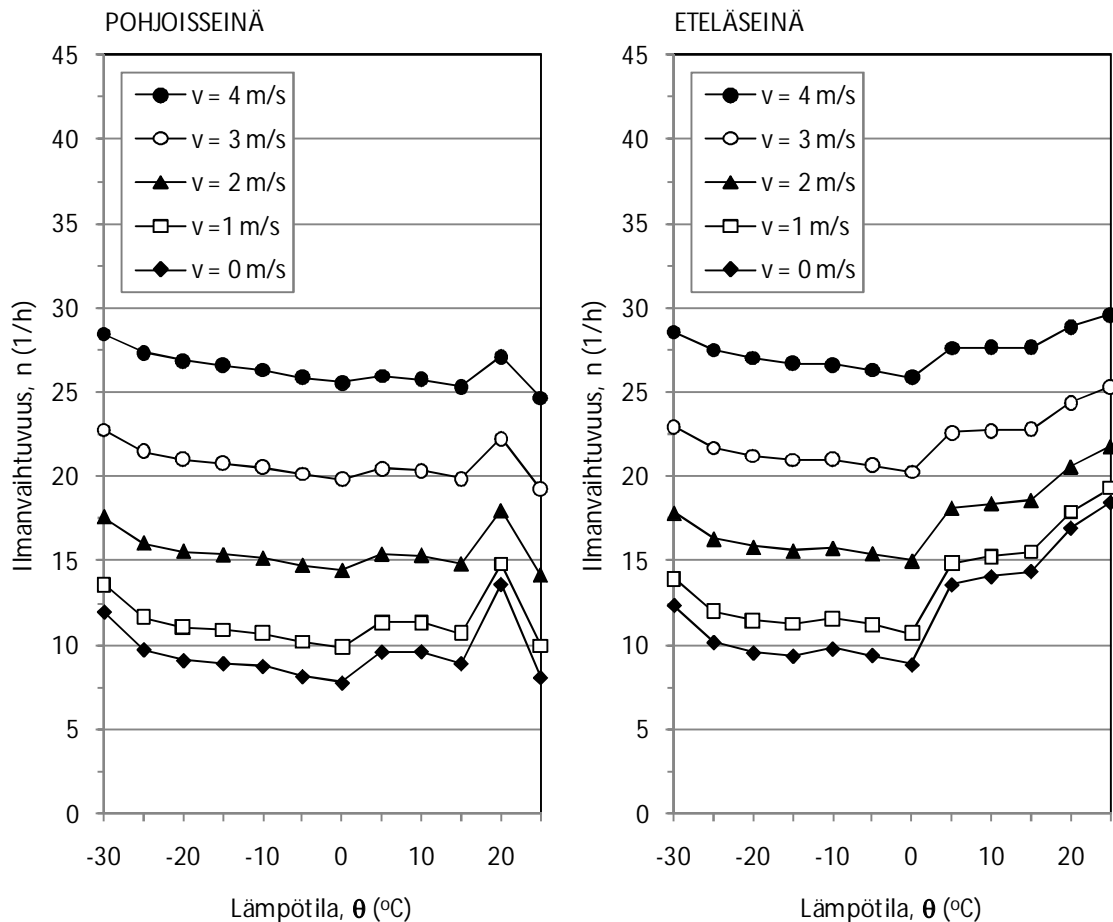 POHJOISSEINÄ
45
40
35
30
25
20
15
10
5
0
Ilmanvaihtuvuus, n (1/h)
v = 4 m/s
v = 3 m/s
v = 2 m/s
v =1 m/s
v = 0 m/s
-30 -20 -10 0 10 20
Lämpötila, θ (°C)
ETELÄSEINÄ
45
40
35
30
25
20
15
10
5
0
Ilmanvaihtuvuus, n (1/h)
v = 4 m/s
v = 3 m/s
v = 2 m/s
v =1 m/s
v = 0 m/s
-30 -20 -10 0 10 20
Lämpötila, θ (°C)